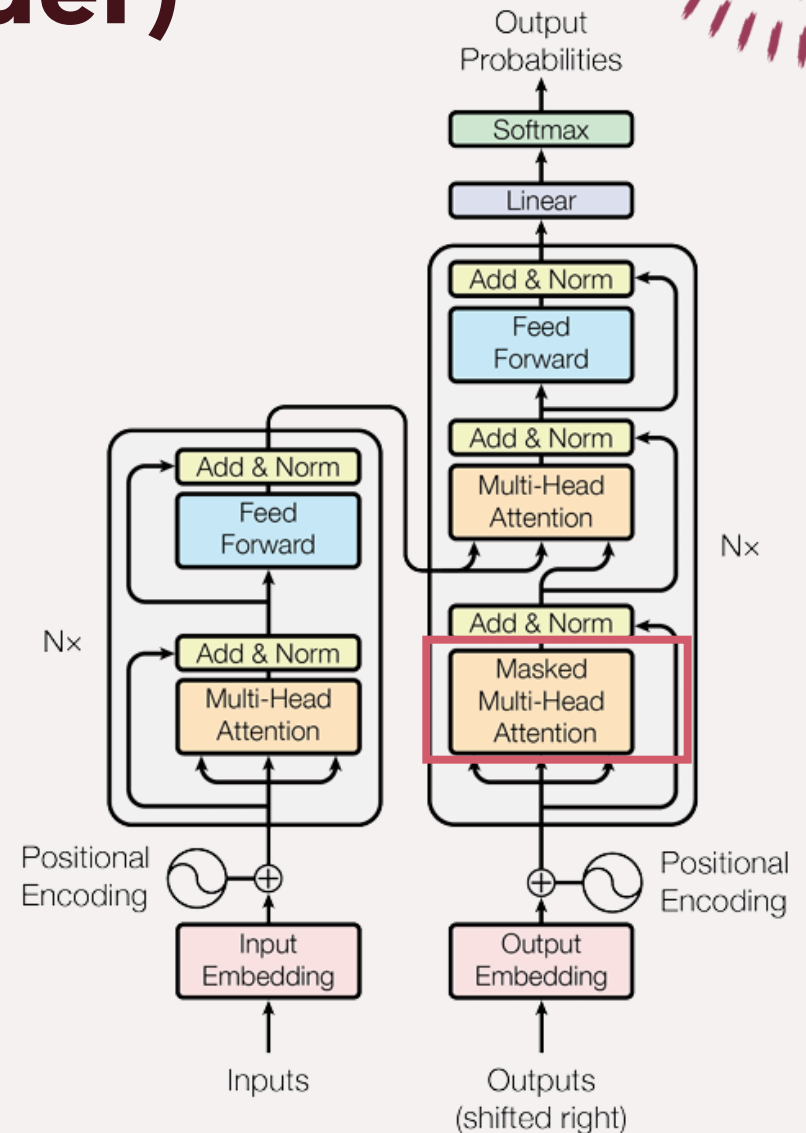 der)
Output
Probabilities
Softmax
Linear
Add & Norm
Feed
Forward
Add & Norm
Multi-Head
Attention
Nx
Add & Norm
Masked
Multi-Head
Attention
Add & Norm
Feed
Forward
Nx
Add & Norm
Multi-Head
Attention
Positional
Encoding
Positional
Encoding
Input
Embedding
Output
Embedding
Inputs
Outputs
(shifted right)